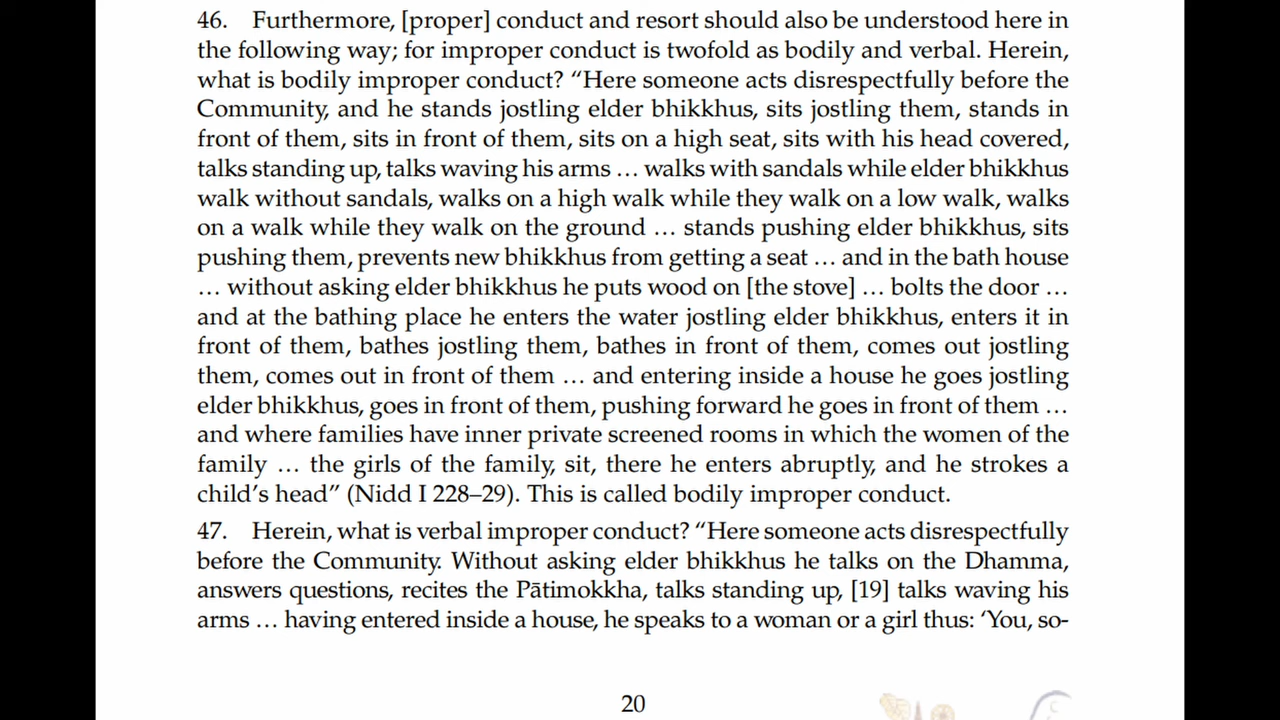 46. Furthermore, [proper] conduct and resort should also be understood here in
the following way; for improper conduct is twofold as bodily and verbal. Herein,
what is bodily improper conduct? “Here someone acts disrespectfully before the
Community, and he stands jostling elder bhikkhus, sits jostling them, stands in
front of them, sits in front of them, sits on a high seat, sits with his head covered,
talks standing up, talks waving his arms … walks with sandals while elder bhikkhus
walk without sandals, walks on a high walk while they walk on a low walk, walks
on a walk while they walk on the ground … stands pushing elder bhikkhus, sits
pushing them, prevents new bhikkhus from getting a seat … and in the bath house
… without asking elder bhikkhus he puts wood on [the stove] … bolts the door …
and at the bathing place he enters the water jostling elder bhikkhus, enters it in
front of them, bathes jostling them, bathes in front of them, comes out jostling
them, comes out in front of them … and entering inside a house he goes jostling
elder bhikkhus, goes in front of them, pushing forward he goes in front of them …
and where families have inner private screened rooms in which the women of the
family … the girls of the family, sit, there he enters abruptly, and he strokes a
child’s head” (Nidd I 228–29). This is called bodily improper conduct.
47. Herein, what is verbal improper conduct? “Here someone acts disrespectfully
before the Community. Without asking elder bhikkhus he talks on the Dhamma,
answers questions, recites the Pātimokkha, talks standing up, [19] talks waving his
arms … having entered inside a house, he speaks to a woman or a girl thus: ‘You, so-
20